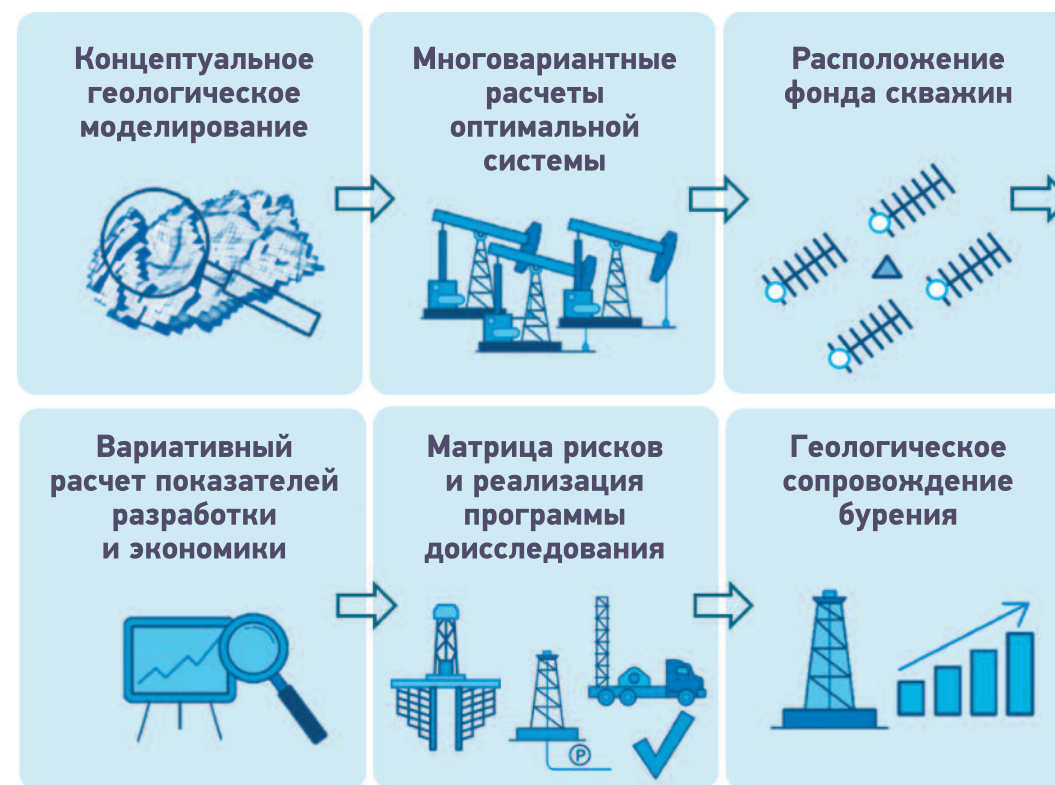 Концептуальное
геологическое
моделирование
Многовариантные
расчеты
оптимальной
системы
Расположение
фонда скважин
Вариативный
расчет показателей
разработки
и экономики
Матрица рисков
и реализация
программы
доисследования
P
Геологическое
сопровождение
бурения